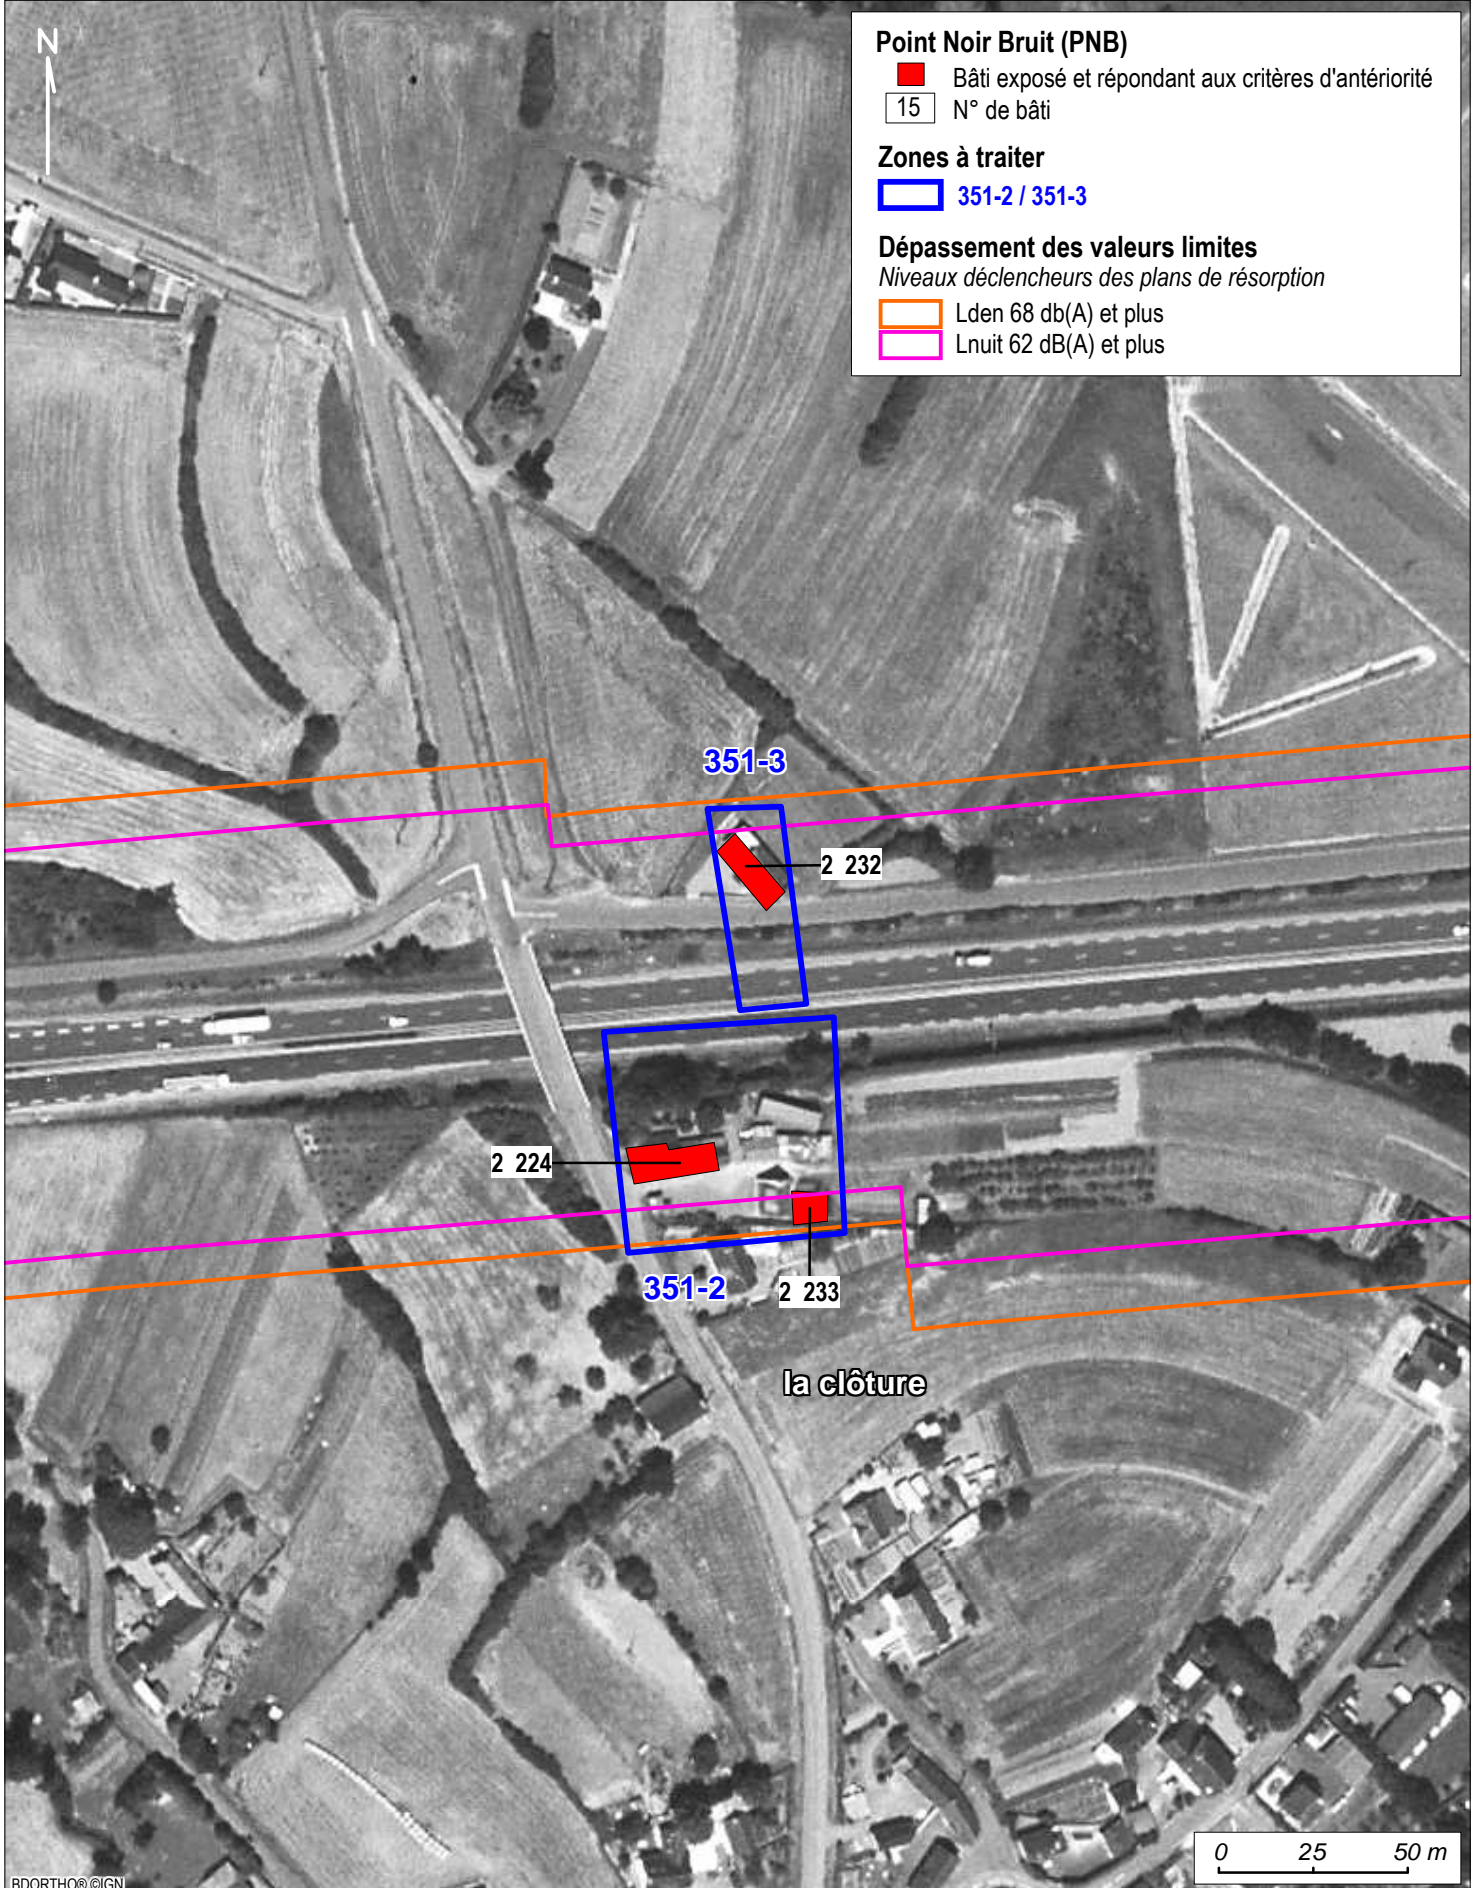 N
Point Noir Bruit (PNB)
Bâti exposé et répondant aux critères d'antériorité
15 N° de bâti
Zones à traiter
351-2 / 351-3
Dépassement des valeurs limites
Niveaux déclencheurs des plans de résorption
Lden 68 db(A) et plus
Lnuit 62 dB(A) et plus
351-3
2 232
2 224
351-2
2 233
la clôture
0 25 50 m
BDORTHO® ©IGN